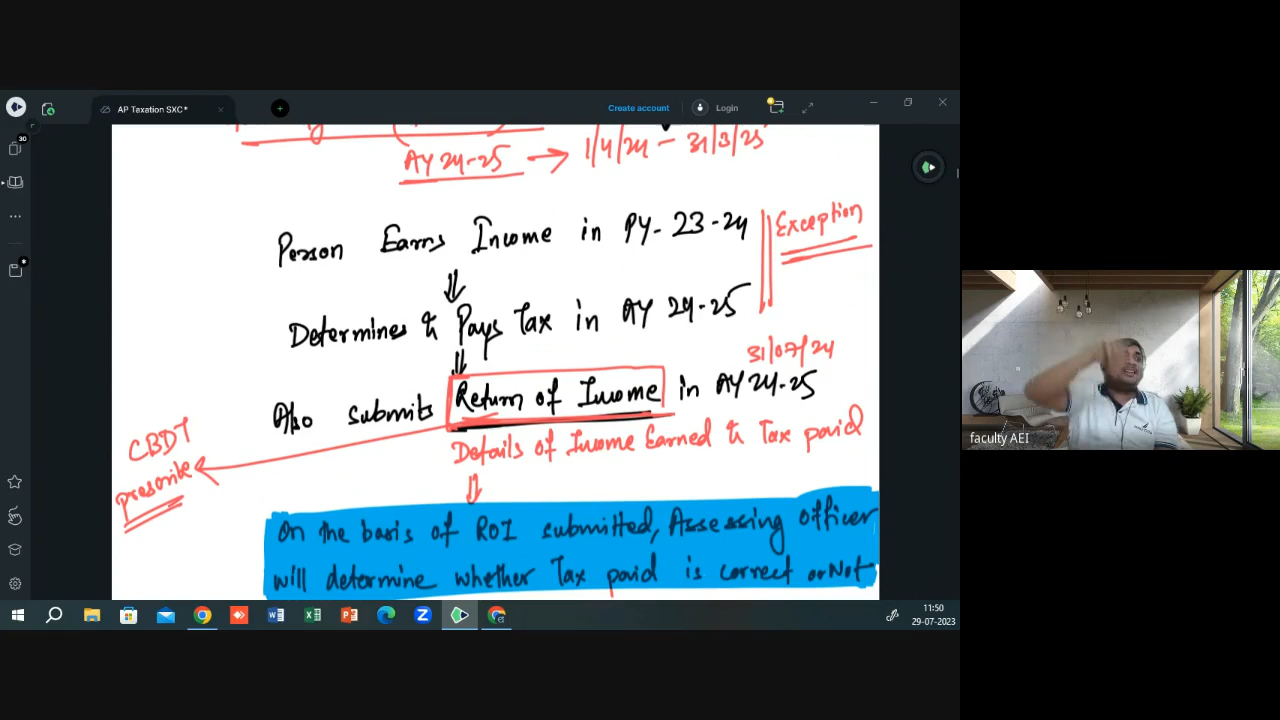 AP Taxation SXC*
Create account
Login
30
AY 24-25 → 1/4/24 - 31/3/25
Person Earns Income in PY-23-24
Exception
⇓
Determines & Pays Tax in AY 24-25
⇓
31/07/24
Also submits Return of Income in AY 24-25
CBDT
prescribe
Details of Income Earned & Tax paid
⇓
On the basis of ROI submitted, Assessing Officer
will determine whether Tax paid is correct or Not
faculty AEI
11:50
29-07-2023